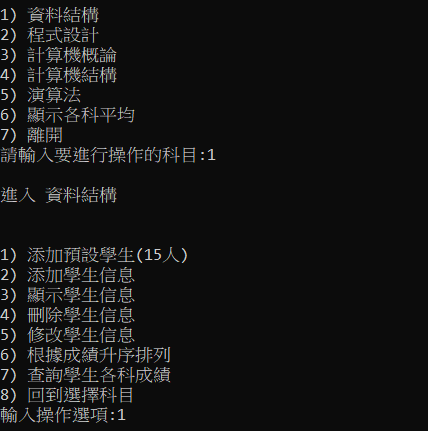 1) 資料結構
2) 程式設計
3) 計算機概論
4) 計算機結構
5) 演算法
6) 顯示各科平均
7) 離開
請輸入要進行操作的科目:1
進入 資料結構
1) 添加預設學生(15人)
2) 添加學生信息
3) 顯示學生信息
4) 刪除學生信息
5) 修改學生信息
6) 根據成績升序排列
7) 查詢學生各科成績
8) 回到選擇科目
輸入操作選項:1